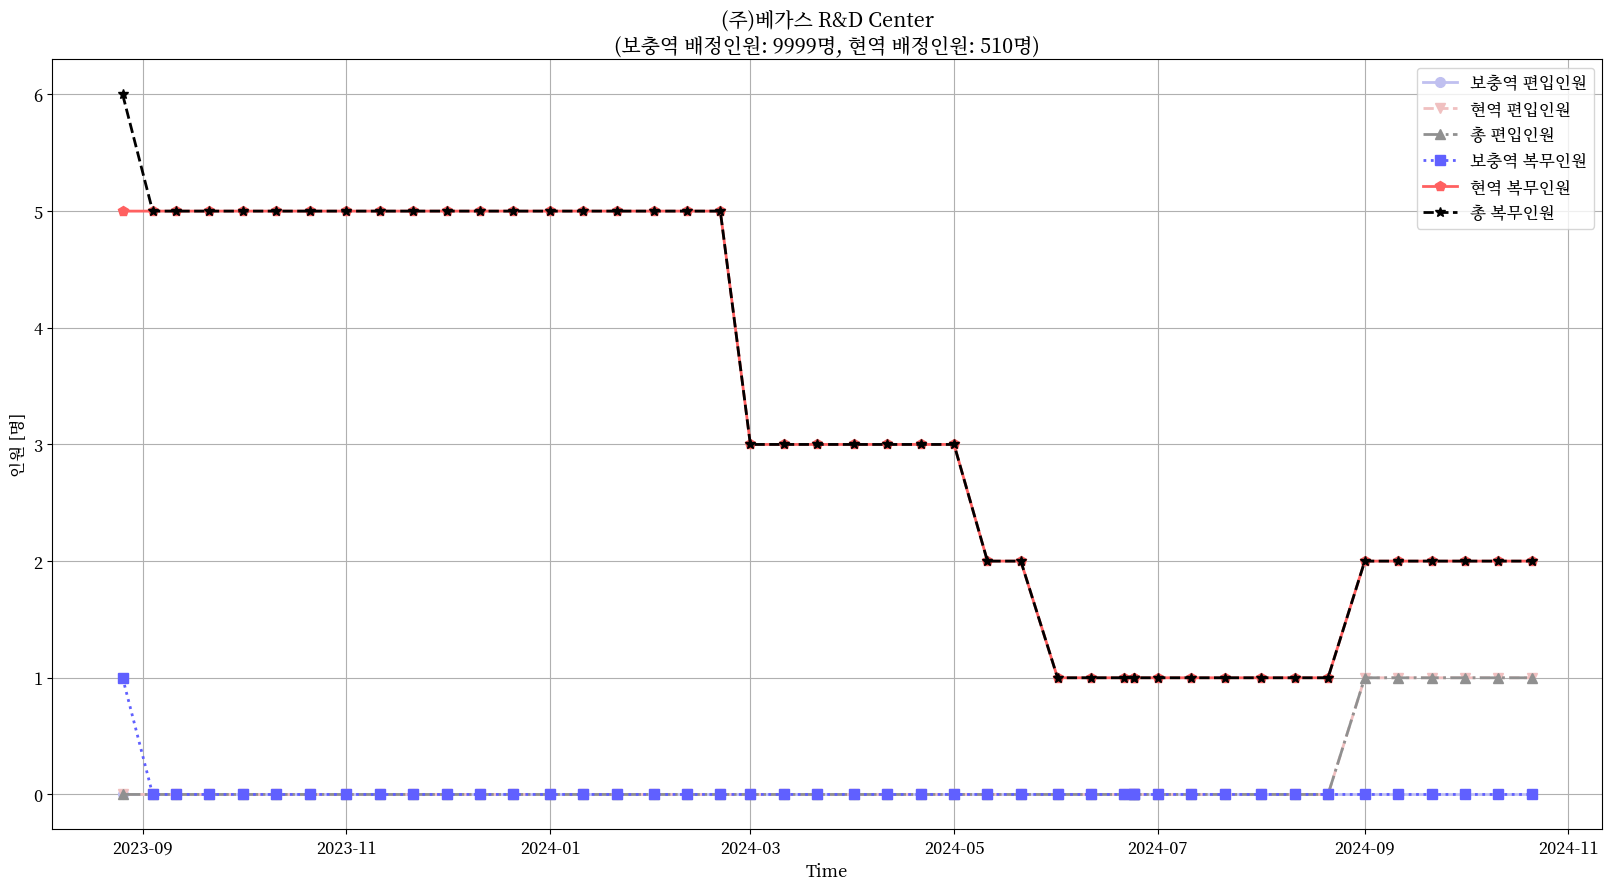 (주)베가스 R&D Center
(보충역 배정인원: 9999명, 현역 배정인원: 510명)
보충역 편입인원
현역 편입인원
총 편입인원
보충역 복무인원
현역 복무인원
총 복무인원
6
5
4
3
2
1
0
인원 [명]
2023-09
2023-11
2024-01
2024-03
2024-05
2024-07
2024-09
2024-11
Time